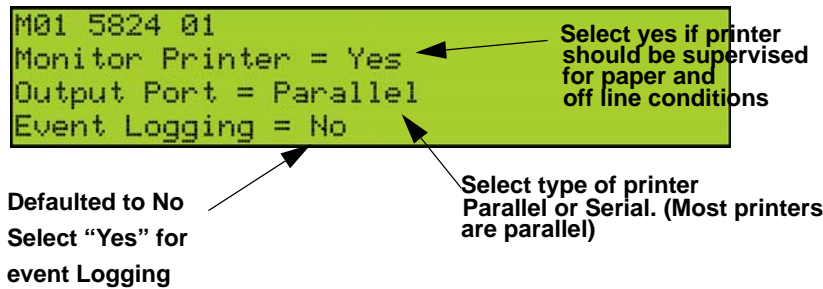 M01 5824 01
Monitor Printer = Yes
Output Port = Parallel
Event Logging = No
Select yes if printer
should be supervised
for paper and
off line conditions
Defaulted to No
Select “Yes” for
event Logging
Select type of printer
Parallel or Serial. (Most printers
are parallel)